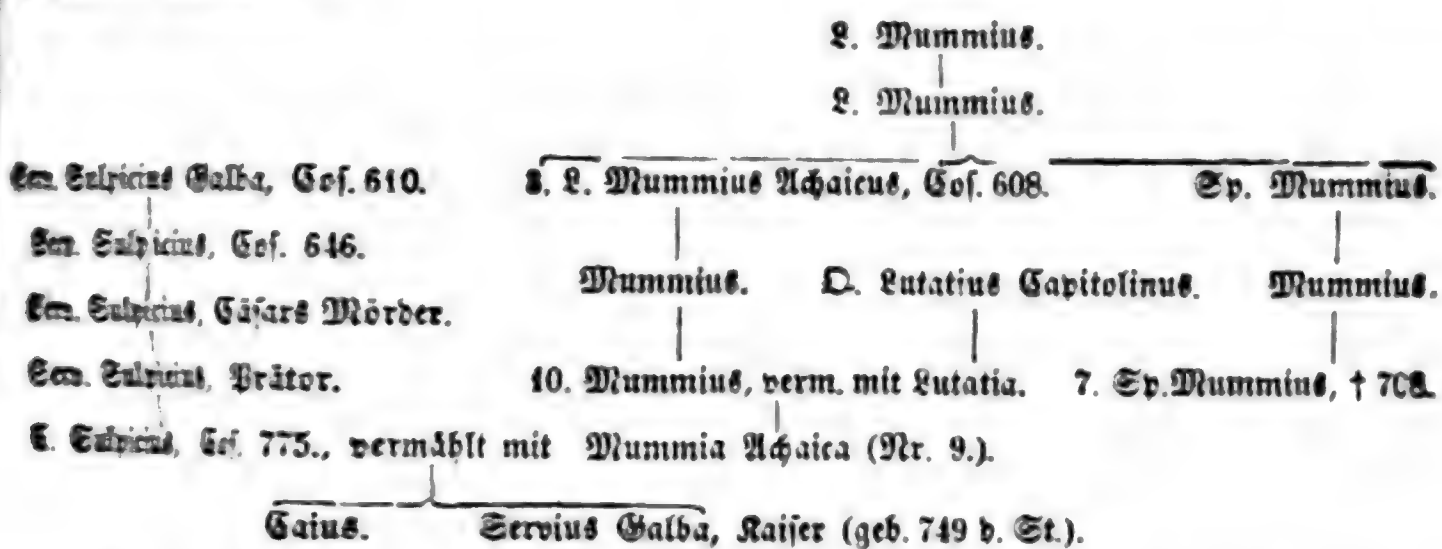 L. Mummius.
L. Mummius.
Ser. Sulpicius Galba, Cos. 610. 8. L. Mummius Achaicus, Cos. 608. Sp. Mummius.
Ser. Sulpicius, Cos. 646.
Mummius. Q. Lutatius Capitolinus. Mummius.
Ser. Sulpicius, Cäsars Mörder.
Ser. Sulpicius, Prätor. 10. Mummius, verm. mit Lutatia. 7. Sp. Mummius, † 708.
S. Sulpicius, Cos. 775., vermählt mit Mummia Achaica (Nr. 9.).
Caius. Servius Galba, Kaiser (geb. 749 d. St.).